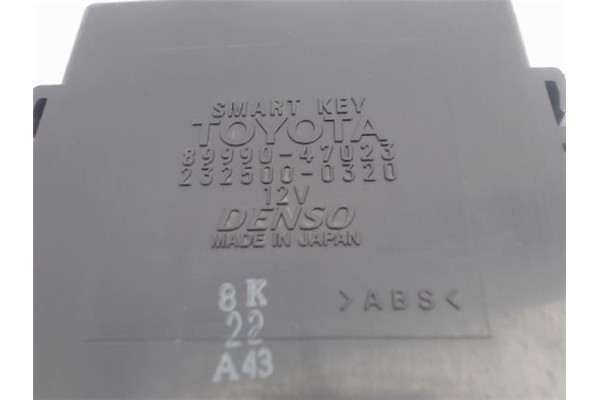 SMART KEY
TOYOTA
89990-47023
232500-0320
12V
DENSO
MADE IN JAPAN
8K
>ABS<
22
A43